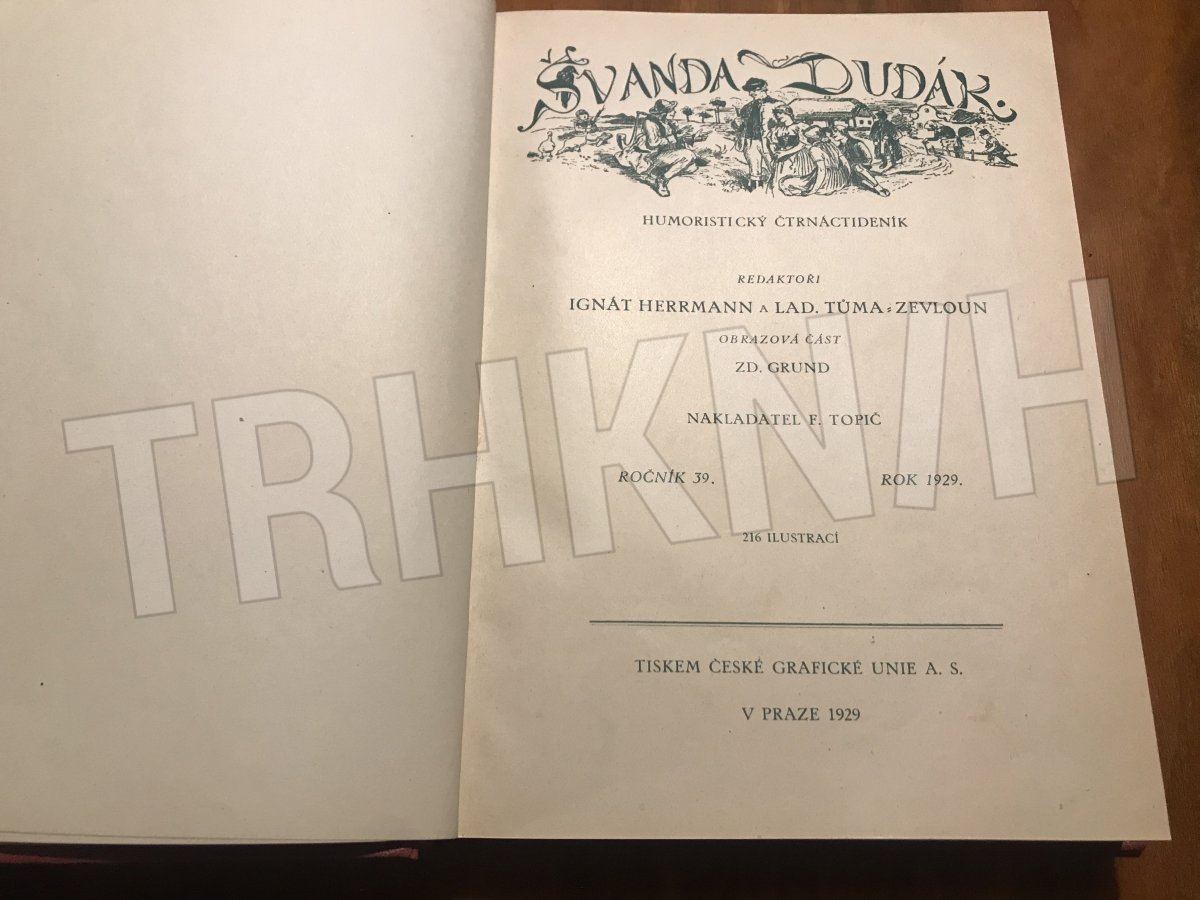 ŠVANDA DUDÁK.
HUMORISTICKÝ ČTRNÁCTIDENÍK
REDAKTOŘI
IGNÁT HERRMANN A LAD. TŮMA-ZEVLOUN
OBRAZOVÁ ČÁST
ZD. GRUND
NAKLADATEL F. TOPIČ
ROČNÍK 39. ROK 1929.
216 ILUSTRACÍ
TISKEM ČESKÉ GRAFICKÉ UNIE A. S.
V PRAZE 1929
TRHKNIH